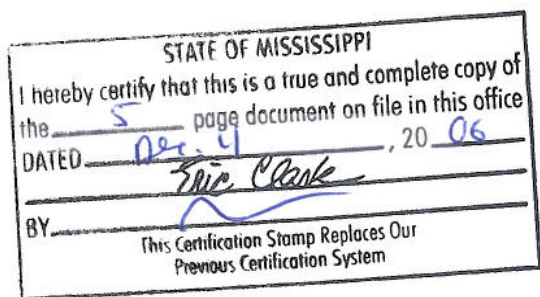 STATE OF MISSISSIPPI
I hereby certify that this is a true and complete copy of
the 5 page document on file in this office
DATED Dec. 4, 20 06
Eric Clark
BY
This Certification Stamp Replaces Our
Previous Certification System